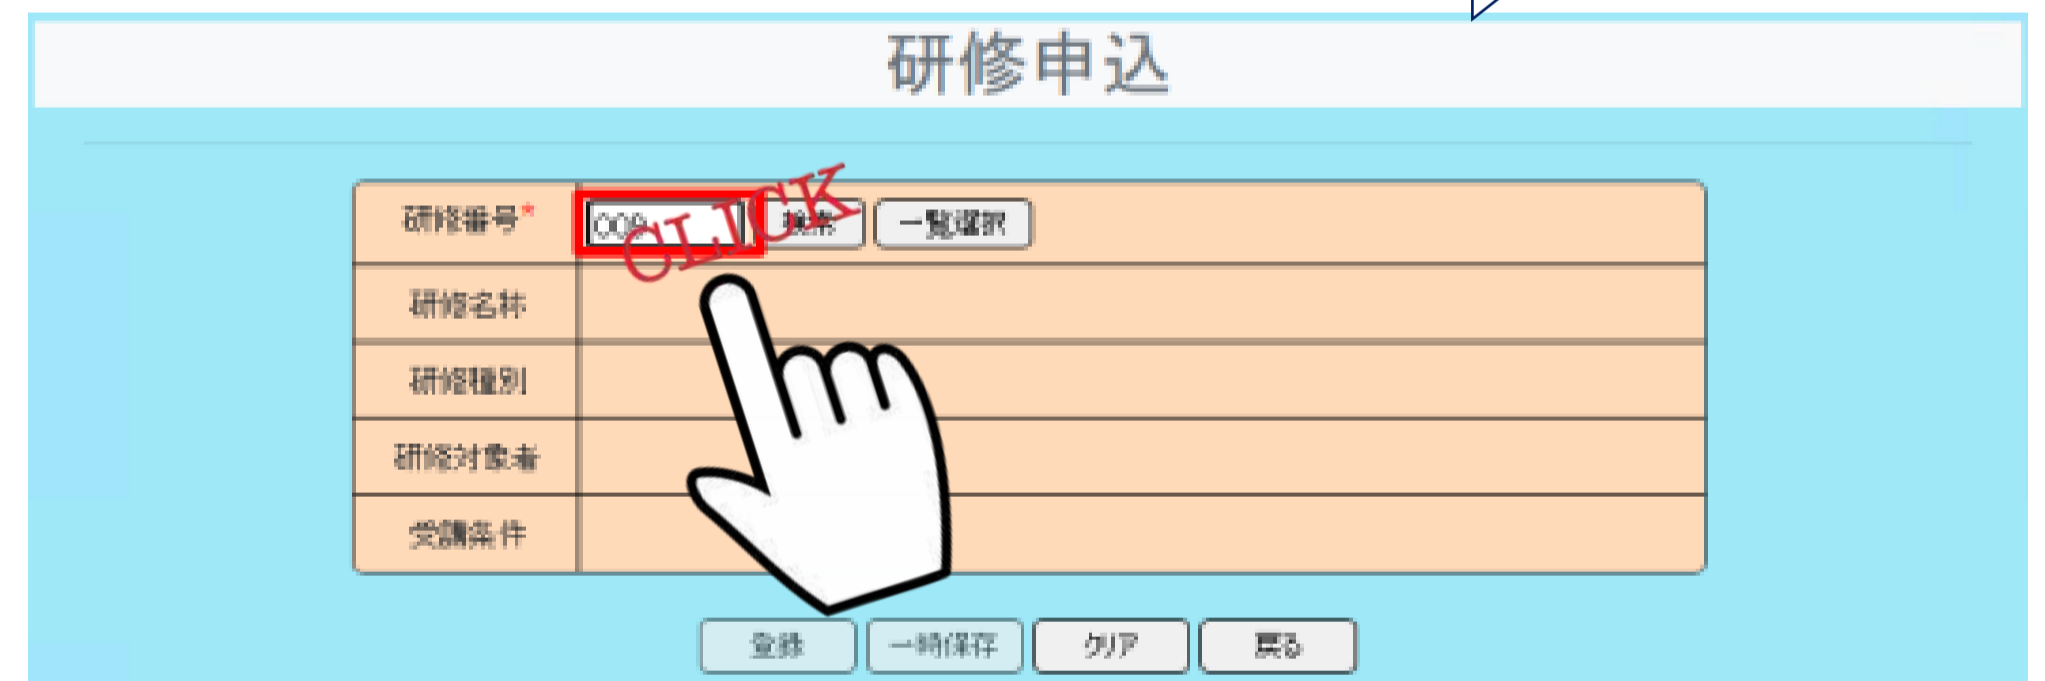 研修申込
研修番号* 009 CLICK 検索 一覧選択
研修名称
研修種別
研修対象者
受講条件
登録 一時保存 クリア 戻る